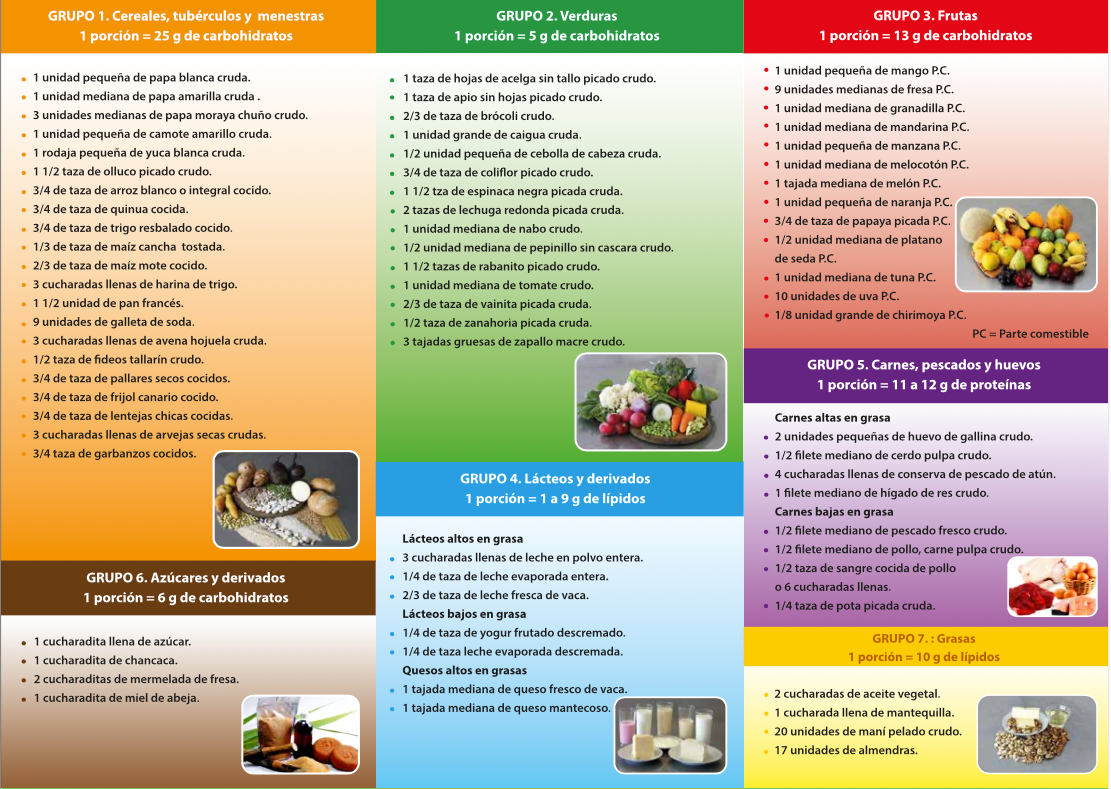 GRUPO 1. Cereales, tubérculos y menestras
1 porción = 25 g de carbohidratos
1 unidad pequeña de papa blanca cruda.
1 unidad mediana de papa amarilla cruda .
3 unidades medianas de papa moraya chuño crudo.
1 unidad pequeña de camote amarillo cruda.
1 rodaja pequeña de yuca blanca cruda.
1 1/2 taza de olluco picado crudo.
3/4 de taza de arroz blanco o integral cocido.
3/4 de taza de quinua cocida.
3/4 de taza de trigo resbalado cocido.
1/3 de taza de maíz cancha tostada.
2/3 de taza de maíz mote cocido.
3 cucharadas llenas de harina de trigo.
1 1/2 unidad de pan francés.
9 unidades de galleta de soda.
3 cucharadas llenas de avena hojuela cruda.
1/2 taza de fideos tallarín crudo.
3/4 de taza de pallares secos cocidos.
3/4 de taza de frijol canario cocido.
3/4 de taza de lentejas chicas cocidas.
3 cucharadas llenas de arvejas secas crudas.
3/4 taza de garbanzos cocidos.
GRUPO 6. Azúcares y derivados
1 porción = 6 g de carbohidratos
1 cucharadita llena de azúcar.
1 cucharadita de chancaca.
2 cucharaditas de mermelada de fresa.
1 cucharadita de miel de abeja.
GRUPO 2. Verduras
1 porción = 5 g de carbohidratos
1 taza de hojas de acelga sin tallo picado crudo.
1 taza de apio sin hojas picado crudo.
2/3 de taza de brócoli crudo.
1 unidad grande de caigua cruda.
1/2 unidad pequeña de cebolla de cabeza cruda.
3/4 de taza de coliflor picado crudo.
1 1/2 tza de espinaca negra picada cruda.
2 tazas de lechuga redonda picada cruda.
1 unidad mediana de nabo crudo.
1/2 unidad mediana de pepinillo sin cascara crudo.
1 1/2 tazas de rabanito picado crudo.
1 unidad mediana de tomate crudo.
2/3 de taza de vainita picada cruda.
1/2 taza de zanahoria picada cruda.
3 tajadas gruesas de zapallo macre crudo.
GRUPO 4. Lácteos y derivados
1 porción = 1 a 9 g de lípidos
Lácteos altos en grasa
3 cucharadas llenas de leche en polvo entera.
1/4 de taza de leche evaporada entera.
2/3 de taza de leche fresca de vaca.
Lácteos bajos en grasa
1/4 de taza de yogur frutado descremado.
1/4 de taza leche evaporada descremada.
Quesos altos en grasas
1 tajada mediana de queso fresco de vaca.
1 tajada mediana de queso mantecoso.
GRUPO 3. Frutas
1 porción = 13 g de carbohidratos
1 unidad pequeña de mango P.C.
9 unidades medianas de fresa P.C.
1 unidad mediana de granadilla P.C.
1 unidad mediana de mandarina P.C.
1 unidad pequeña de manzana P.C.
1 unidad mediana de melocotón P.C.
1 tajada mediana de melón P.C.
1 unidad pequeña de naranja P.C.
3/4 de taza de papaya picada P.C.
1/2 unidad mediana de platano
de seda P.C.
1 unidad mediana de tuna P.C.
10 unidades de uva P.C.
1/8 unidad grande de chirimoya P.C.
PC = Parte comestible
GRUPO 5. Carnes, pescados y huevos
1 porción = 11 a 12 g de proteínas
Carnes altas en grasa
2 unidades pequeñas de huevo de gallina crudo.
1/2 filete mediano de cerdo pulpa crudo.
4 cucharadas llenas de conserva de pescado de atún.
1 filete mediano de hígado de res crudo.
Carnes bajas en grasa
1/2 filete mediano de pescado fresco crudo.
1/2 filete mediano de pollo, carne pulpa crudo.
1/2 taza de sangre cocida de pollo
o 6 cucharadas llenas.
1/4 taza de pota picada cruda.
GRUPO 7. : Grasas
1 porción = 10 g de lípidos
2 cucharadas de aceite vegetal.
1 cucharada llena de mantequilla.
20 unidades de maní pelado crudo.
17 unidades de almendras.